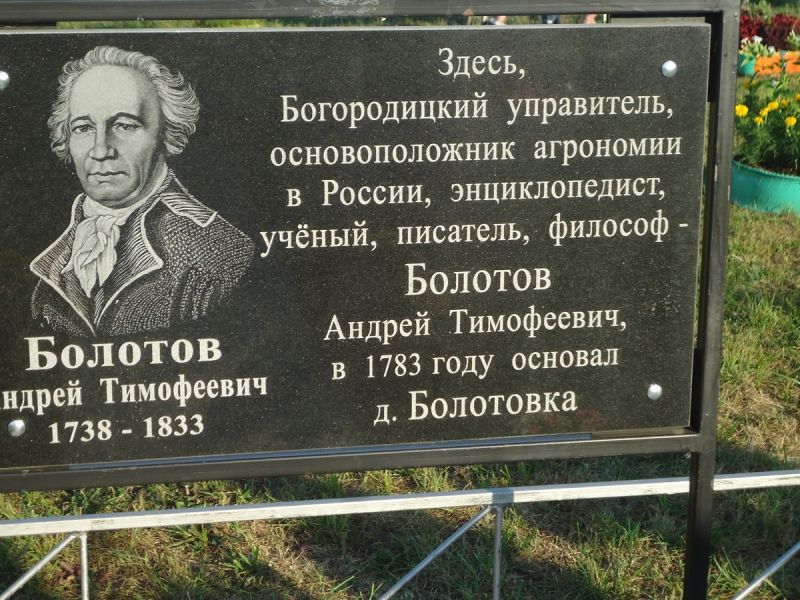 Здесь,
Богородицкий управитель,
основоположник агрономии
в России, энциклопедист,
учёный, писатель, философ -
БОЛОТОВ
Андрей Тимофеевич,
в 1783 году основал
д. БОЛОТОВКА
БОЛОТОВ
ндрей Тимофеевич
1738 - 1833